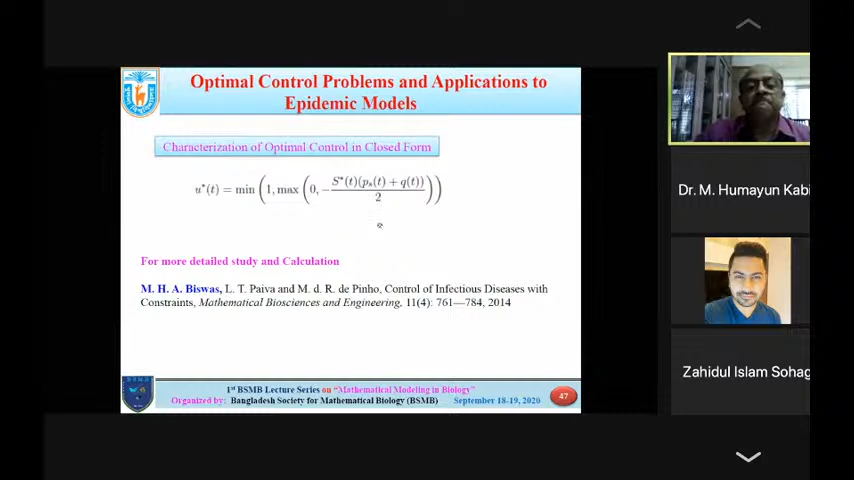 Optimal Control Problems and Applications to
Epidemic Models
Characterization of Optimal Control in Closed Form
u*(t) = min (1, max (0, −S*(t)(pₛ(t) + q(t))/2))
For more detailed study and Calculation
M. H. A. Biswas, L. T. Paiva and M. d. R. de Pinho, Control of Infectious Diseases with
Constraints, Mathematical Biosciences and Engineering, 11(4): 761—784, 2014
1st BSMB Lecture Series on “Mathematical Modeling in Biology”
Organized by: Bangladesh Society for Mathematical Biology (BSMB) September 18-19, 2020
47
Dr. M. Humayun Kabi
Zahidul Islam Sohag